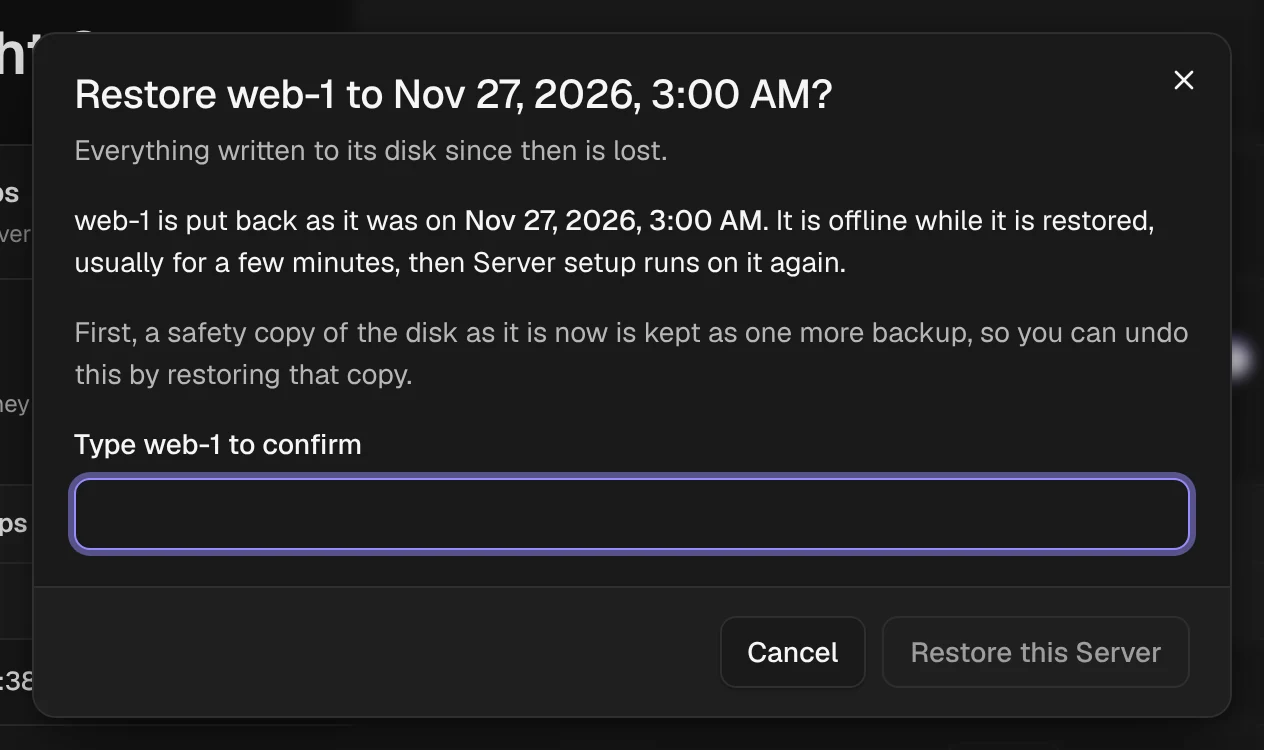 Restore web-1 to Nov 27, 2026, 3:00 AM?
Everything written to its disk since then is lost.
web-1 is put back as it was on Nov 27, 2026, 3:00 AM. It is offline while it is restored,
usually for a few minutes, then Server setup runs on it again.
First, a safety copy of the disk as it is now is kept as one more backup, so you can undo
this by restoring that copy.
Type web-1 to confirm
Cancel
Restore this Server